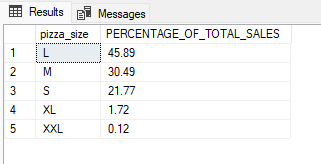 Results Messages
pizza_size PERCENTAGE_OF_TOTAL_SALES
1 L 45.89
2 M 30.49
3 S 21.77
4 XL 1.72
5 XXL 0.12